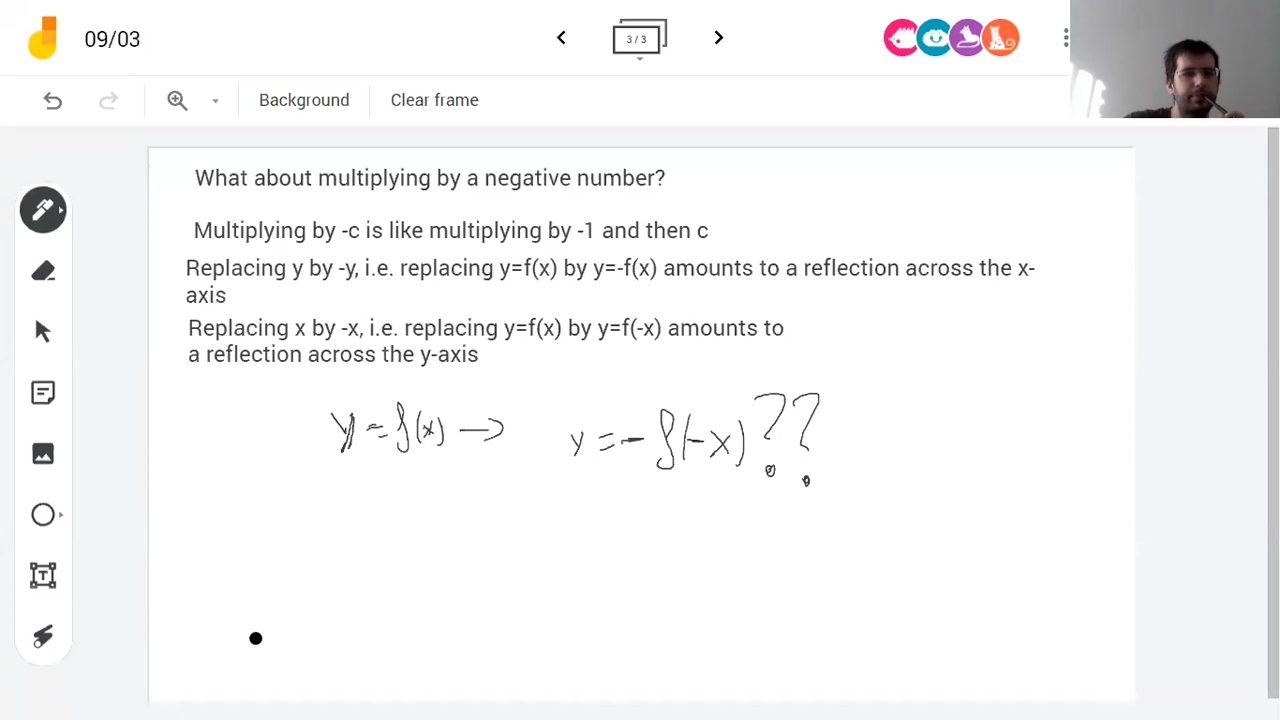 09/03
3 / 3
Background
Clear frame
What about multiplying by a negative number?
Multiplying by -c is like multiplying by -1 and then c
Replacing y by -y, i.e. replacing y=f(x) by y=-f(x) amounts to a reflection across the x-
axis
Replacing x by -x, i.e. replacing y=f(x) by y=f(-x) amounts to
a reflection across the y-axis
y = f(x) → y = - f(-x) ??
T